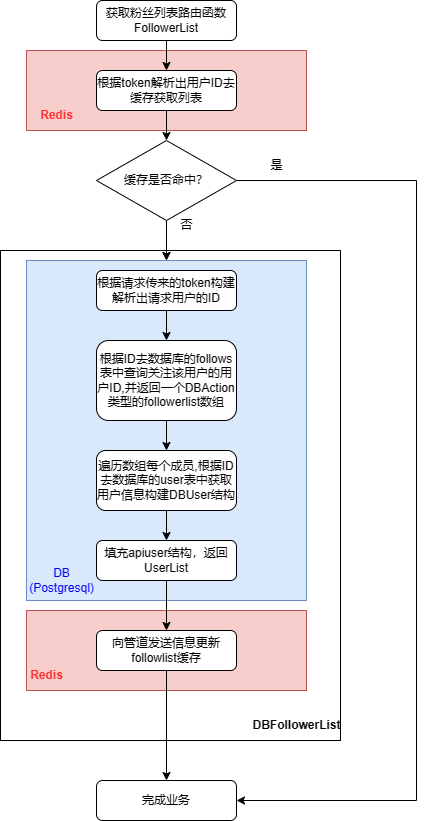 获取粉丝列表路由函数
FollowerList
根据token解析出用户ID去
缓存获取列表
Redis
缓存是否命中?
是
否
根据请求传来的token构建
解析出请求用户的ID
根据ID去数据库的follows
表中查询关注该用户的用
户ID,并返回一个DBAction
类型的followerlist数组
遍历数组每个成员,根据ID
去数据库的user表中获取
用户信息构建DBUser结构
填充apiuser结构，返回
UserList
DB
(Postgresql)
向管道发送信息更新
followlist缓存
Redis
DBFollowerList
完成业务